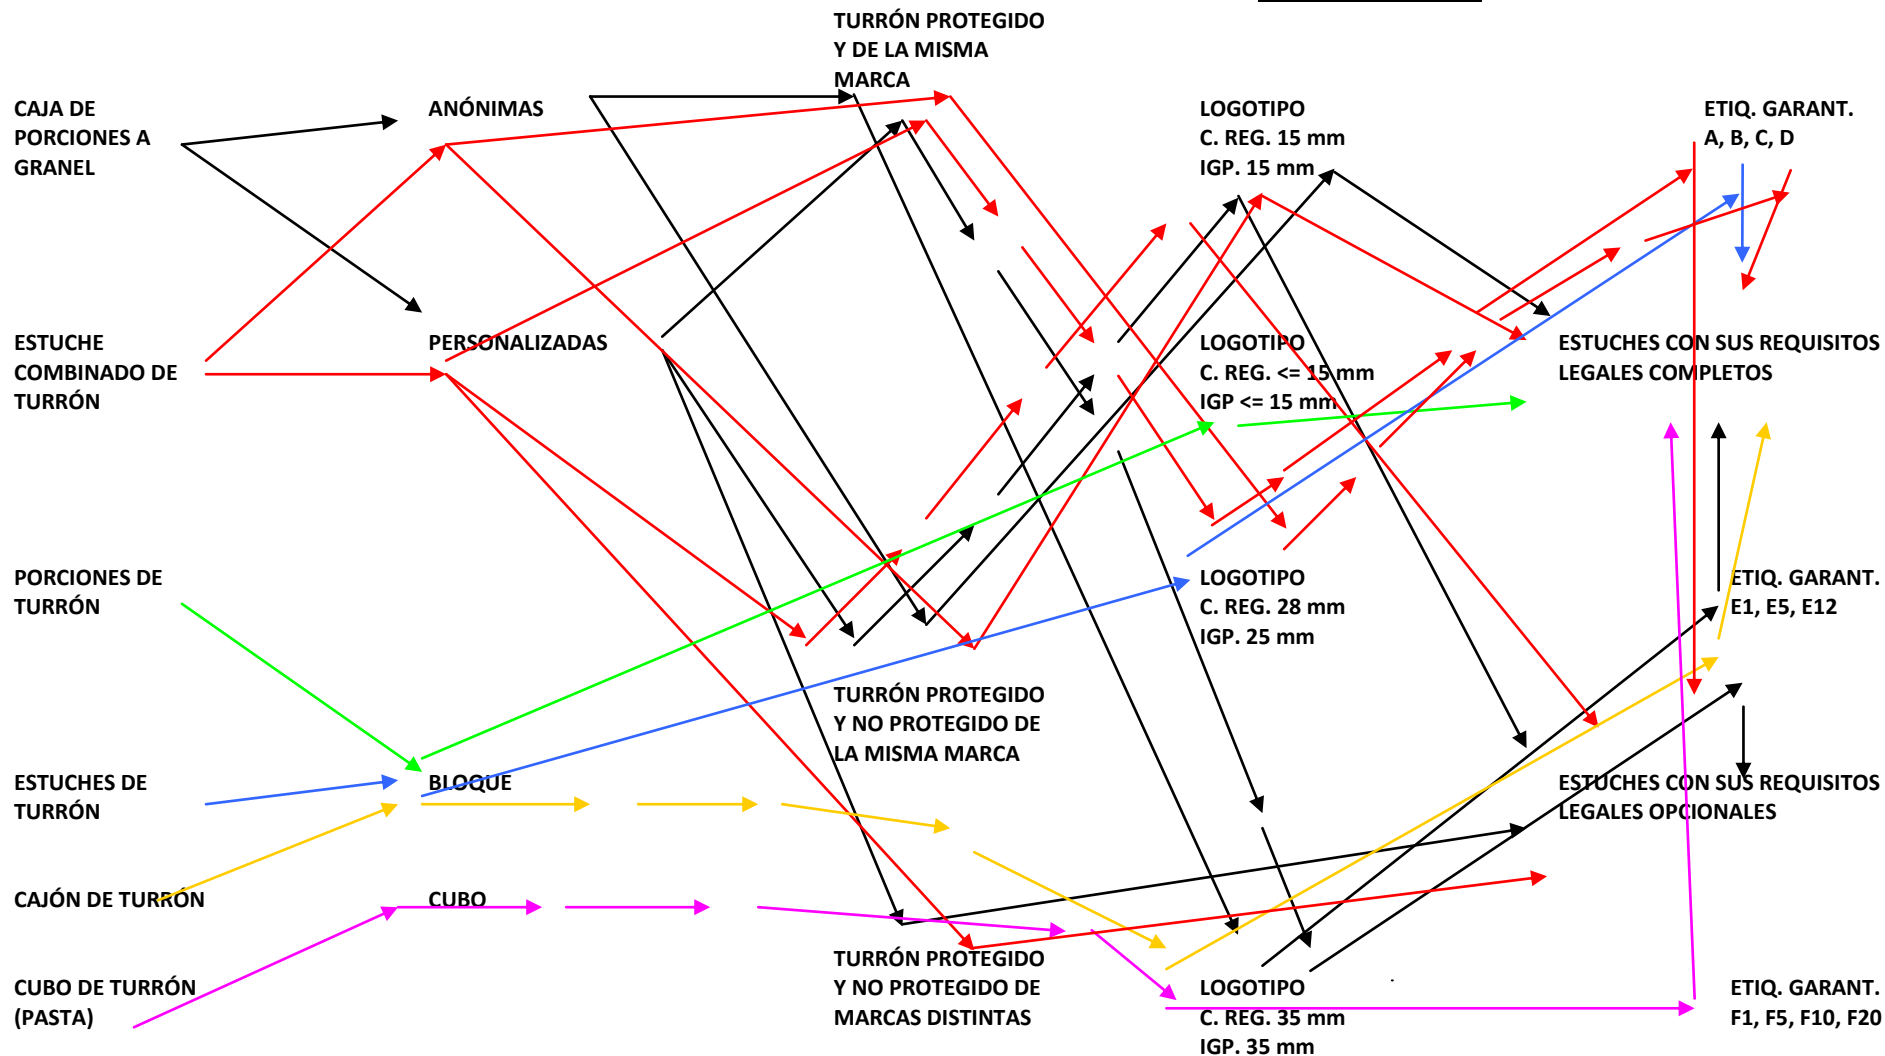 TURRÓN PROTEGIDO
Y DE LA MISMA
MARCA
CAJA DE
PORCIONES A
GRANEL
ANÓNIMAS
LOGOTIPO
C. REG. 15 mm
IGP. 15 mm
ETIQ. GARANT.
A, B, C, D
ESTUCHE
COMBINADO DE
TURRÓN
PERSONALIZADAS
LOGOTIPO
C. REG. <= 15 mm
IGP <= 15 mm
ESTUCHES CON SUS REQUISITOS
LEGALES COMPLETOS
PORCIONES DE
TURRÓN
LOGOTIPO
C. REG. 28 mm
IGP. 25 mm
ETIQ. GARANT.
E1, E5, E12
TURRÓN PROTEGIDO
Y NO PROTEGIDO DE
LA MISMA MARCA
ESTUCHES DE
TURRÓN
BLOQUE
ESTUCHES CON SUS REQUISITOS
LEGALES OPCIONALES
CAJÓN DE TURRÓN
CUBO
TURRÓN PROTEGIDO
Y NO PROTEGIDO DE
MARCAS DISTINTAS
CUBO DE TURRÓN
(PASTA)
LOGOTIPO
C. REG. 35 mm
IGP. 35 mm
ETIQ. GARANT.
F1, F5, F10, F20